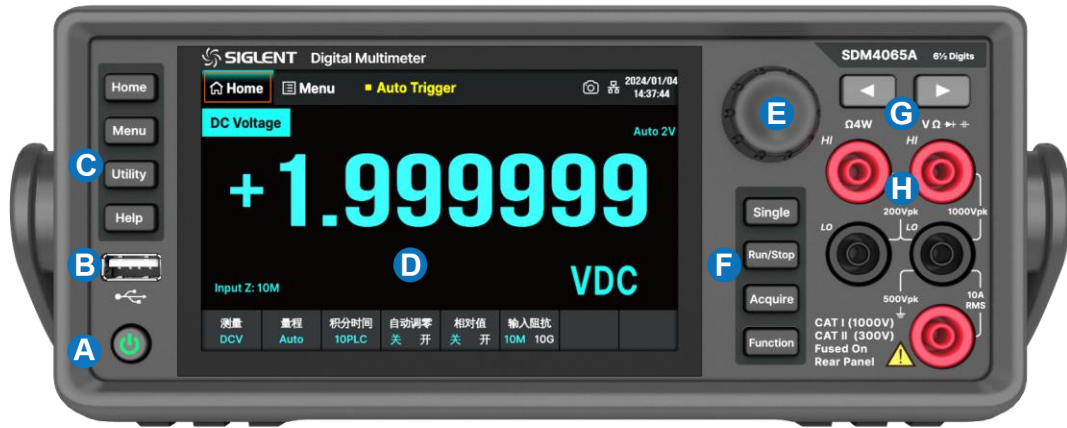 SIGLENT Digital Multimeter
SDM4065A 6½ Digits
Home
Menu
Utility
Help
C
B
A
Home Menu Auto Trigger 2024/01/04
14:37:44
DC Voltage
Auto 2V
+1.999999
D
VDC
Input Z: 10M
测量 量程 积分时间 自动调零 相对值 输入阻抗
DCV Auto 10PLC 关 开 关 开 10M 10G
E
F
Single
Run/Stop
Acquire
Function
G
Ω4W VΩ
HI HI
H
200Vpk 1000Vpk
LO LO
500Vpk 10A
RMS
CAT I (1000V)
CAT II (300V)
Fused On
Rear Panel